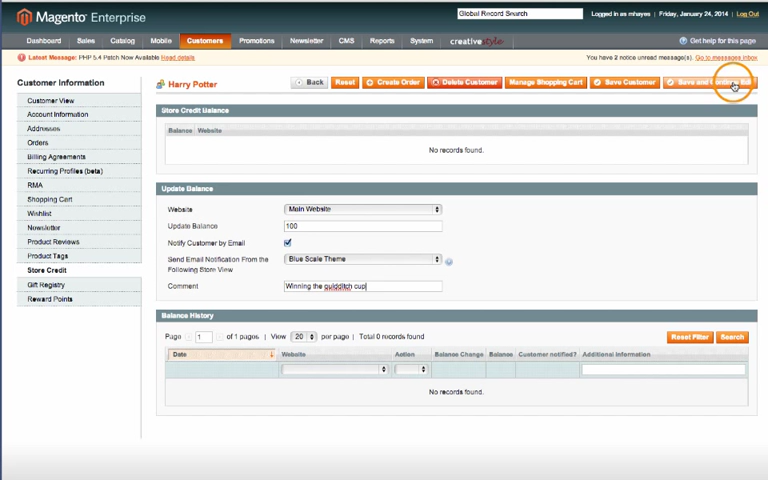 Magento Enterprise
Global Record Search
Logged in as mhayes | Friday, January 24, 2014 | Log Out
Dashboard Sales Catalog Mobile Customers Promotions Newsletter CMS Reports System creativestyle Get help for this page
Latest Message: PHP 5.4 Patch Now Available Read details You have 2 notice unread message(s). Go to messages inbox
Customer Information
Customer View
Account Information
Addresses
Orders
Billing Agreements
Recurring Profiles (beta)
RMA
Shopping Cart
Wishlist
Newsletter
Product Reviews
Product Tags
Store Credit
Gift Registry
Reward Points
Harry Potter Back Reset Create Order Delete Customer Manage Shopping Cart Save Customer Save and
Store Credit Balance
Balance Website
No records found.
Update Balance
Website Main Website
Update Balance 100
Notify Customer by Email
Send Email Notification From the Following Store View Blue Scale Theme
Comment Winning the quidditch cup
Balance History
Page 1 of 1 pages | View 20 per page | Total 0 records found Reset Filter Search
Date Website Action Balance Change Balance Customer notified? Additional information
No records found.